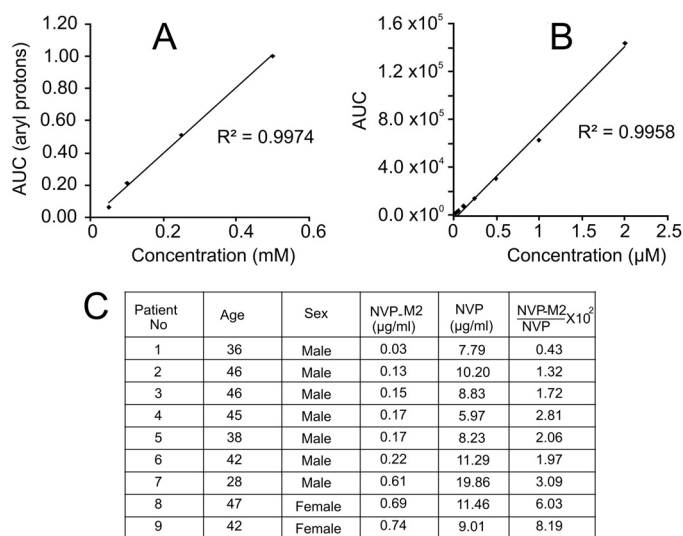 A
AUC (aryl protons)
1.20
1.00
0.80
0.60
0.40
0.20
0.00
R² = 0.9974
0 0.2 0.4 0.6
Concentration (mM)
B
AUC
1.6 x10⁵
1.2 x10⁵
8.0 x10⁴
4.0 x10⁴
0.0 x10⁰
R² = 0.9958
0 0.5 1 1.5 2 2.5
Concentration (µM)
C
Patient No Age Sex NVP-M2 (µg/ml) NVP (µg/ml) NVP-M2/NVP X10²
1 36 Male 0.03 7.79 0.43
2 46 Male 0.13 10.20 1.32
3 46 Male 0.15 8.83 1.72
4 45 Male 0.17 5.97 2.81
5 38 Male 0.17 8.23 2.06
6 42 Male 0.22 11.29 1.97
7 28 Male 0.61 19.86 3.09
8 47 Female 0.69 11.46 6.03
9 42 Female 0.74 9.01 8.19